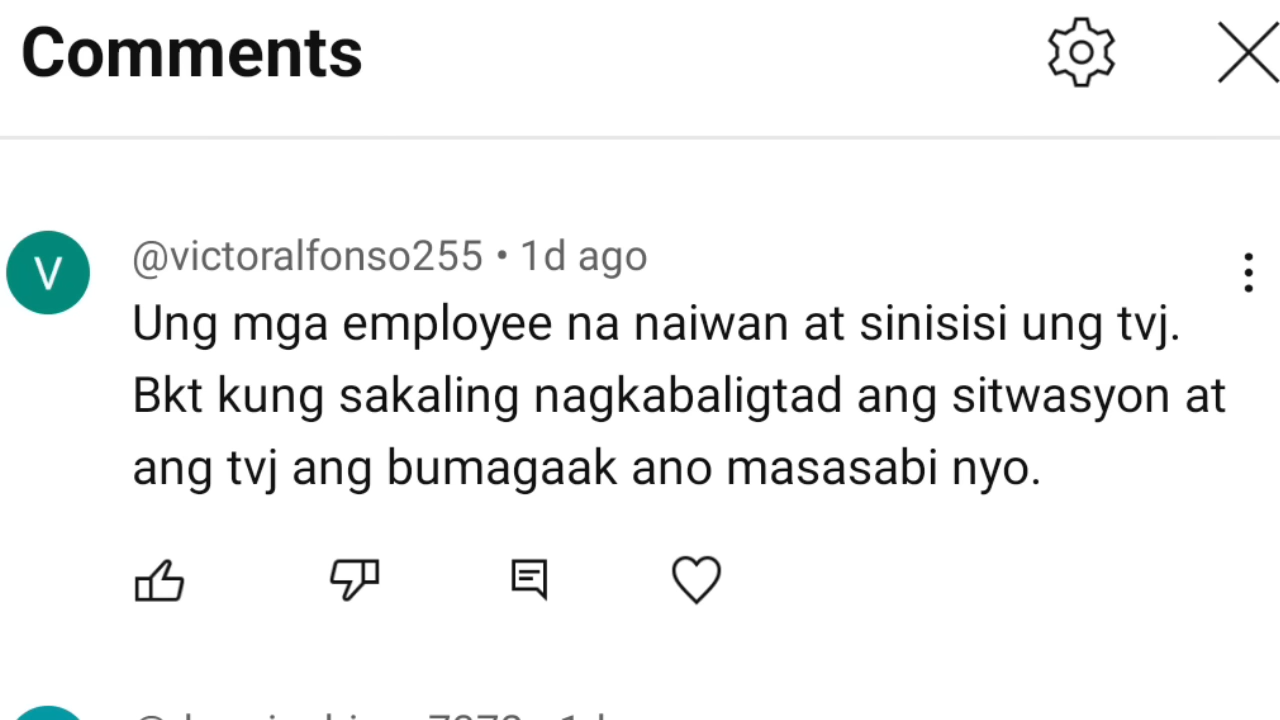 Comments
V
@victoralfonso255 • 1d ago
Ung mga employee na naiwan at sinisisi ung tvj.
Bkt kung sakaling nagkabaligtad ang sitwasyon at
ang tvj ang bumagaak ano masasabi nyo.